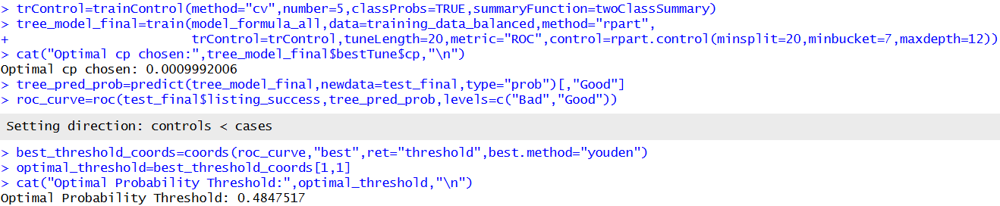 > trControl=trainControl(method="cv",number=5,classProbs=TRUE,summaryFunction=twoClassSummary)
> tree_model_final=train(model_formula_all,data=training_data_balanced,method="rpart",
+                        trControl=trControl,tuneLength=20,metric="ROC",control=rpart.control(minsplit=20,minbucket=7,maxdepth=12))
> cat("Optimal cp chosen:",tree_model_final$bestTune$cp,"\n")
Optimal cp chosen: 0.0009992006
> tree_pred_prob=predict(tree_model_final,newdata=test_final,type="prob")[,"Good"]
> roc_curve=roc(test_final$listing_success,tree_pred_prob,levels=c("Bad","Good"))
Setting direction: controls < cases
> best_threshold_coords=coords(roc_curve,"best",ret="threshold",best.method="youden")
> optimal_threshold=best_threshold_coords[1,1]
> cat("Optimal Probability Threshold:",optimal_threshold,"\n")
Optimal Probability Threshold: 0.4847517